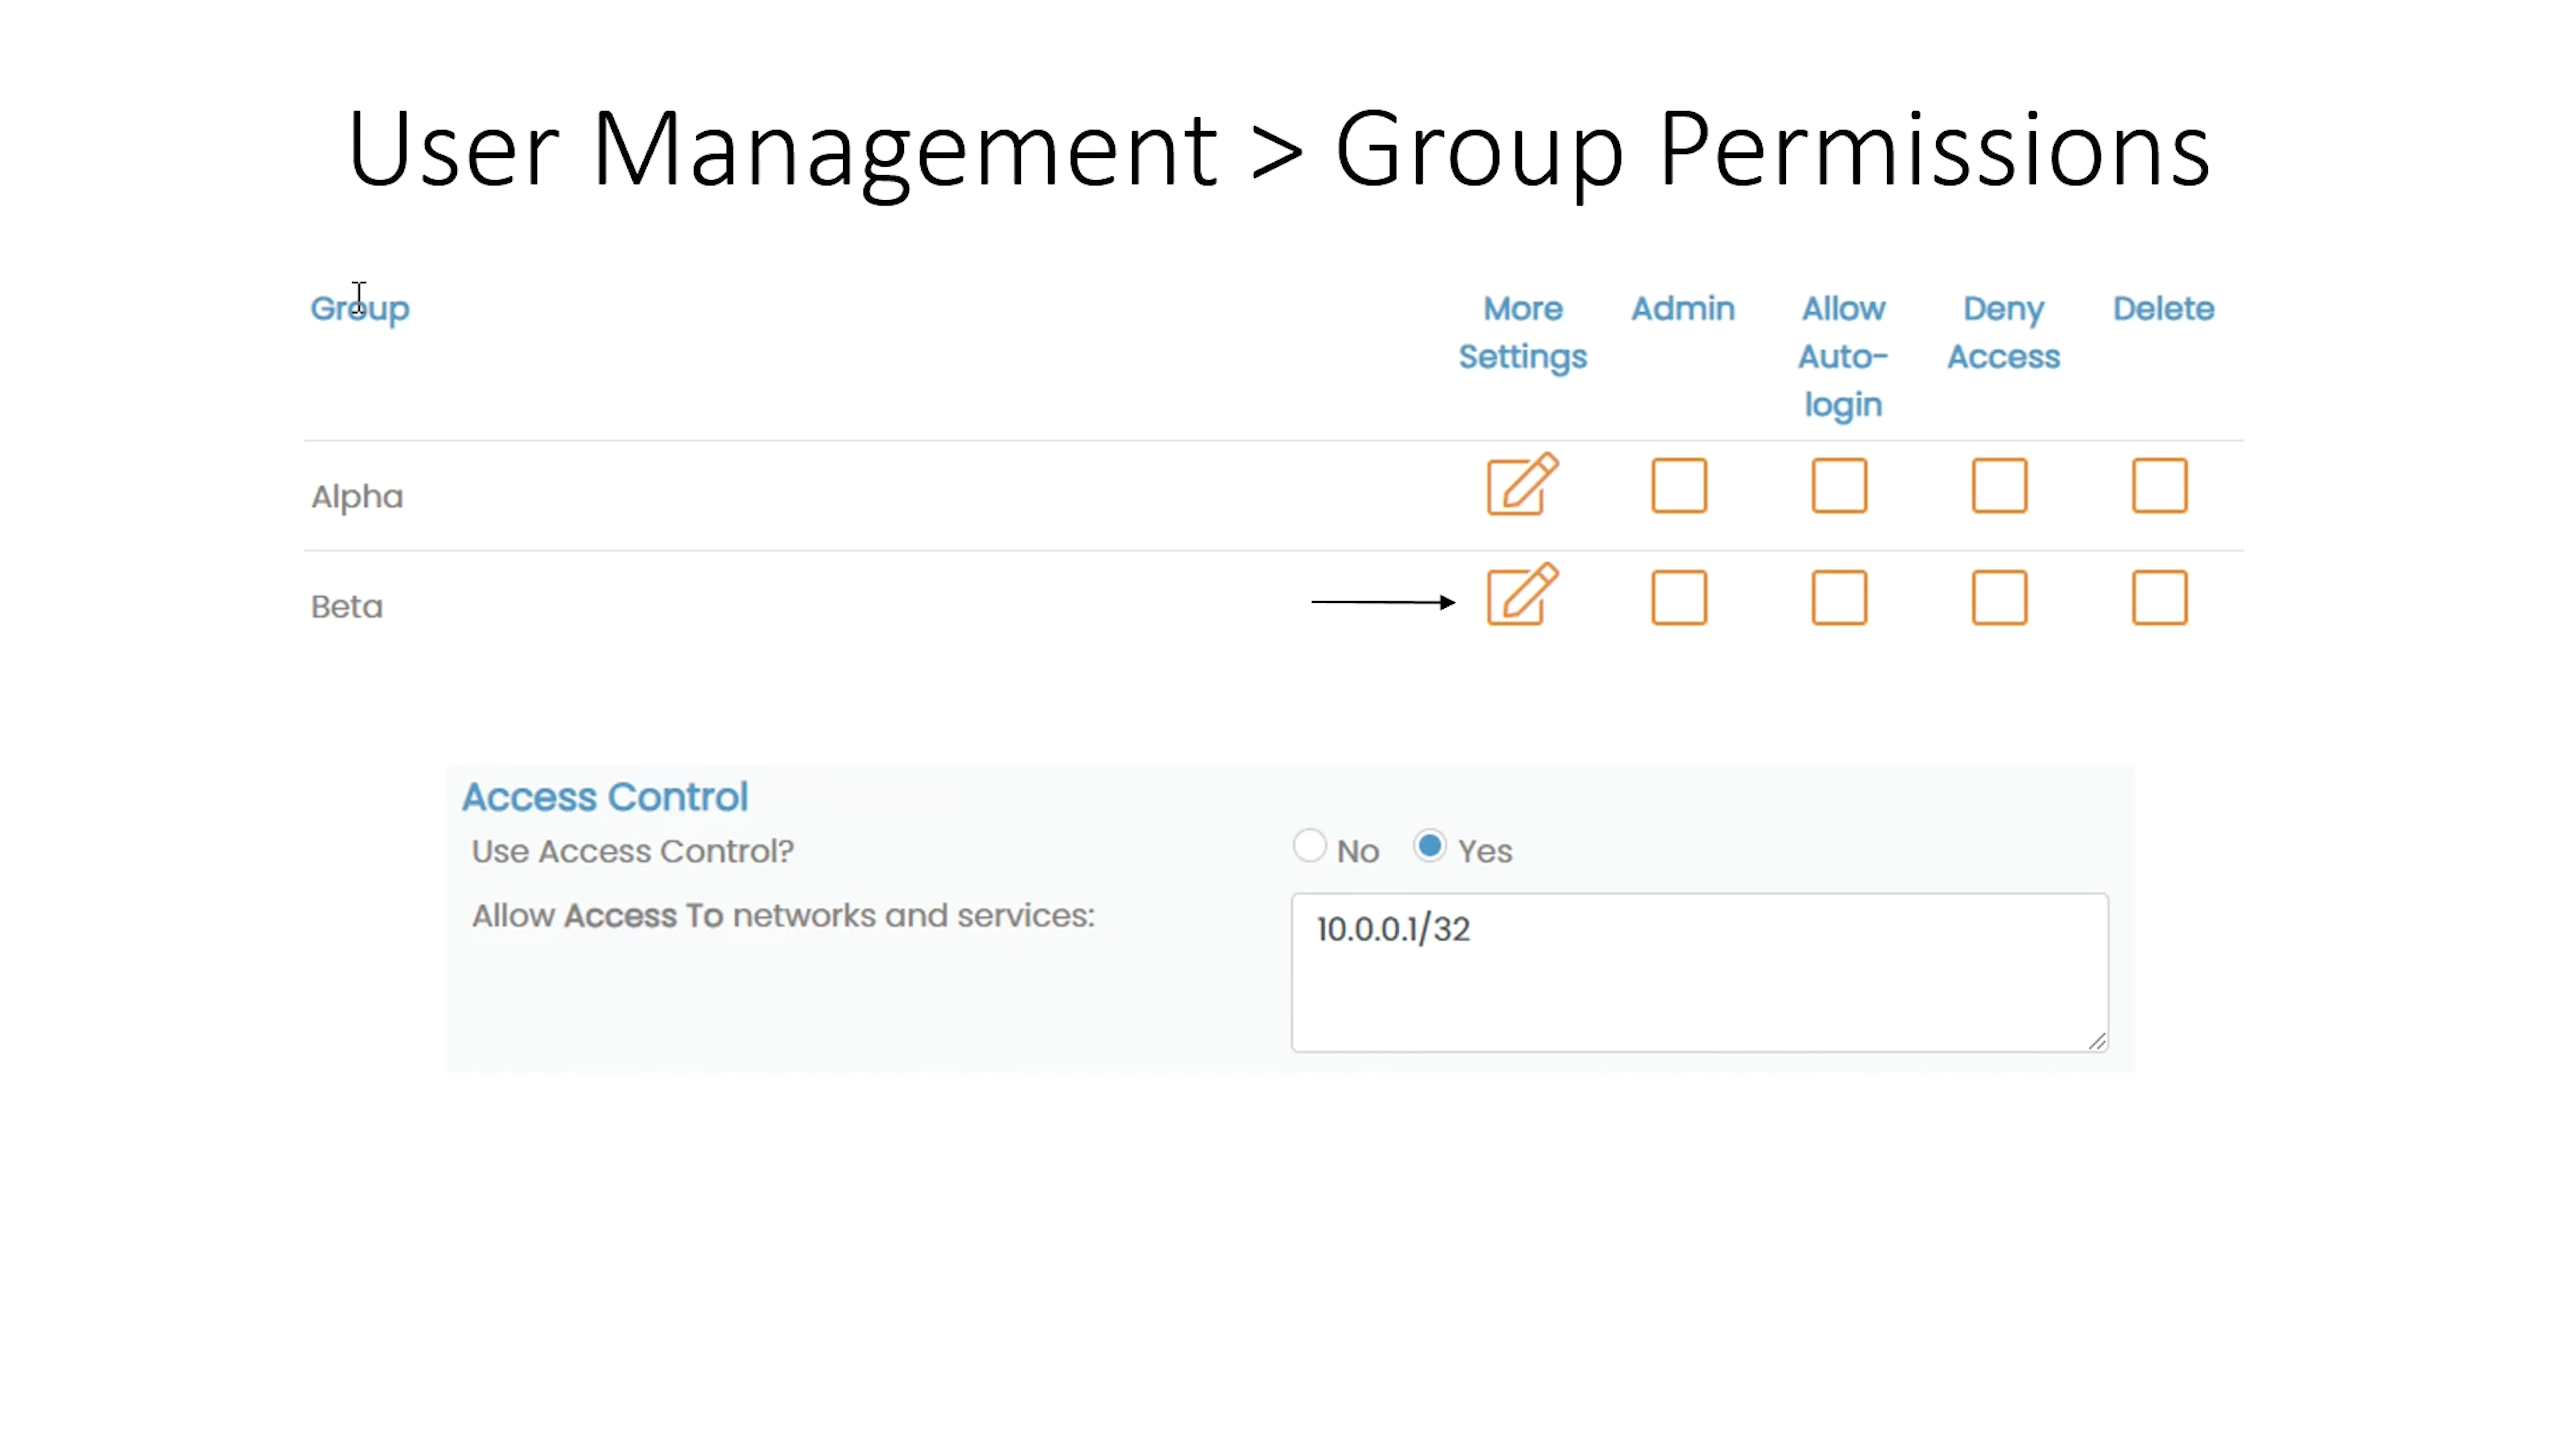 User Management > Group Permissions
Group More Settings Admin Allow Auto-login Deny Access Delete
Alpha
Beta
Access Control
Use Access Control? No Yes
Allow Access To networks and services: 10.0.0.1/32